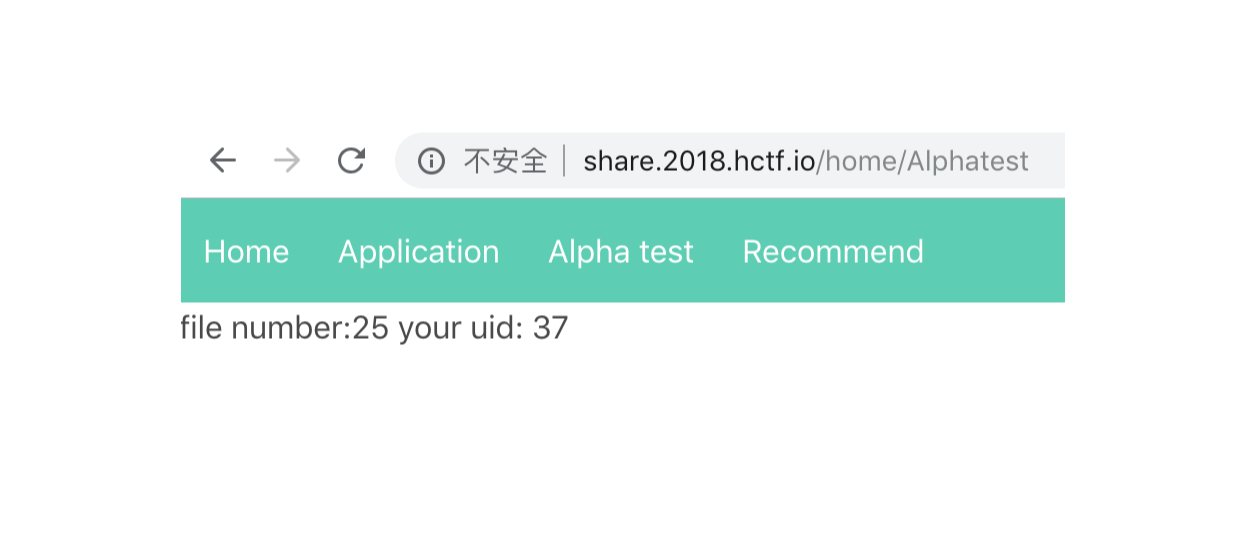 不安全 share.2018.hctf.io/home/Alphatest
Home Application Alpha test Recommend
file number:25 your uid: 37